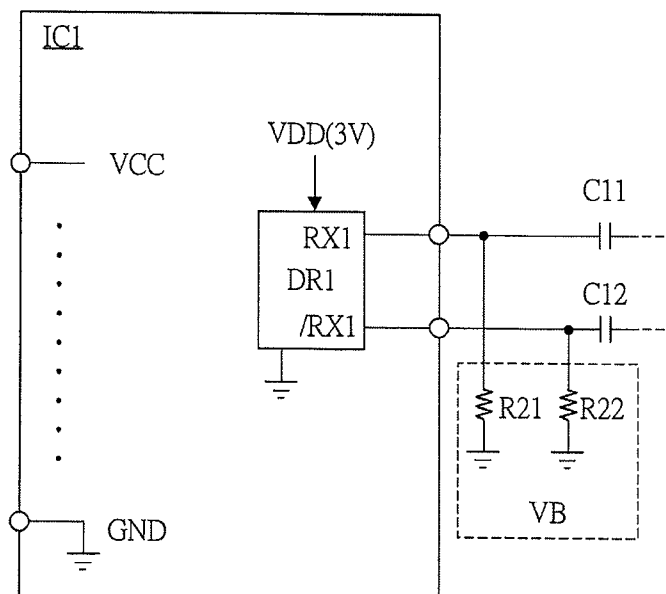 IC1
VDD(3V)
VCC
C11
RX1
DR1
C12
/RX1
R21
R22
VB
GND